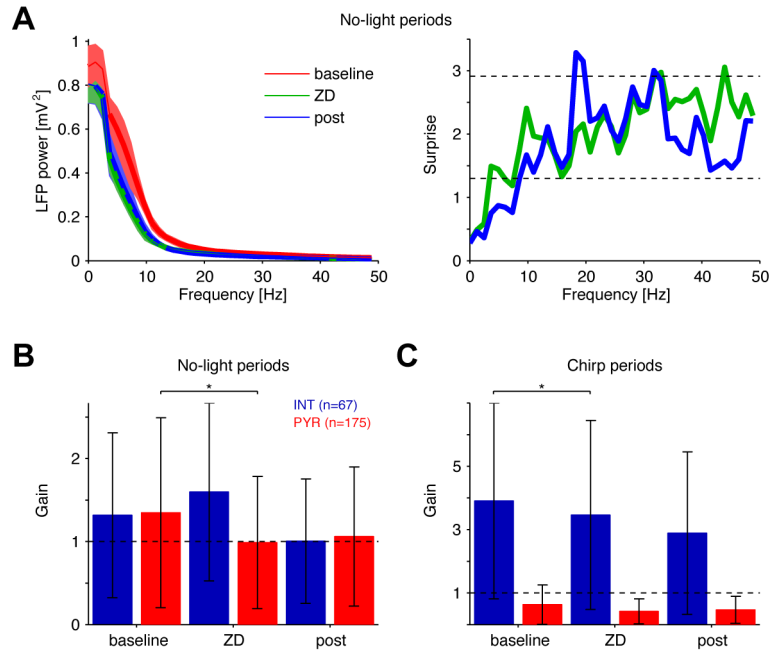 A
No-light periods
LFP power [mV²]
1
0.8
0.6
0.4
0.2
0
0 10 20 30 40 50
Frequency [Hz]
baseline
ZD
post
Surprise
3
2
1
0
0 10 20 30 40 50
Frequency [Hz]
B
No-light periods
Gain
2
1
0
*
INT (n=67)
PYR (n=175)
baseline ZD post
C
Chirp periods
Gain
7
5
3
1
*
baseline ZD post